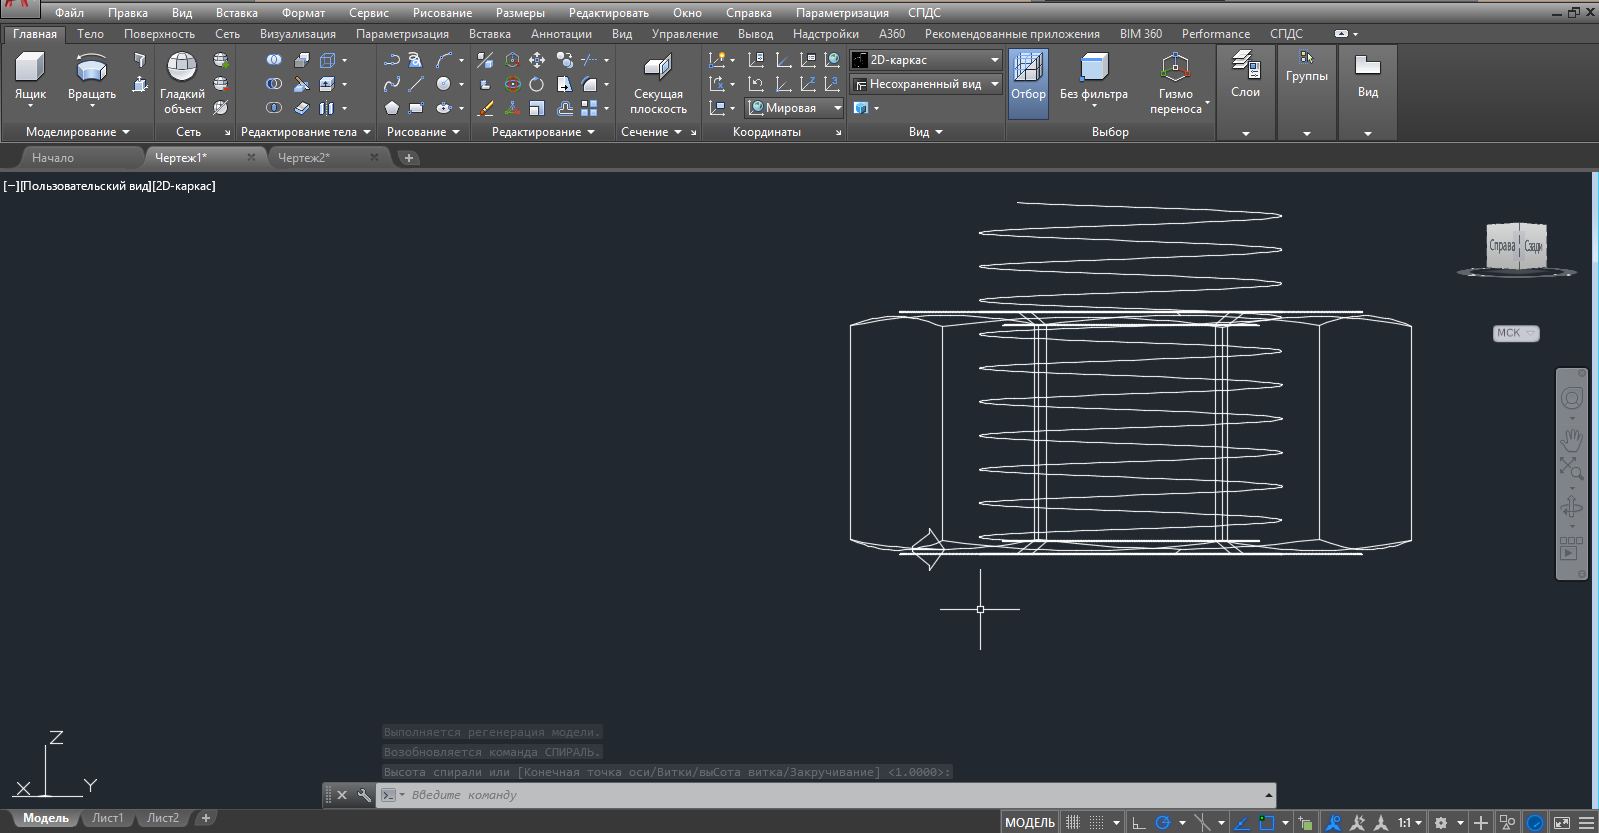 Файл Правка Вид Вставка Формат Сервис Рисование Размеры Редактировать Окно Справка Параметризация СПДС
Главная Тело Поверхность Сеть Визуализация Параметризация Вставка Аннотации Вид Управление Вывод Надстройки A360 Рекомендованные приложения BIM 360 Performance СПДС
2D-каркас
Несохраненный вид
Мировая
Ящик Вращать Гладкий объект Секущая плоскость Отбор Без фильтра Гизмо переноса Слои Группы Вид
Моделирование Сеть Редактирование тела Рисование Редактирование Сечение Координаты Вид Выбор
Начало Чертеж1* Чертеж2*
[−][Пользовательский вид][2D-каркас]
Справа Сзади
МСК
Z
X Y
Выполняется регенерация модели.
Возобновляется команда СПИРАЛЬ.
Высота спирали или [Конечная точка оси/Витки/выСота витка/Закручивание] <1.0000>:
Введите команду
Модель Лист1 Лист2 МОДЕЛЬ 1:1